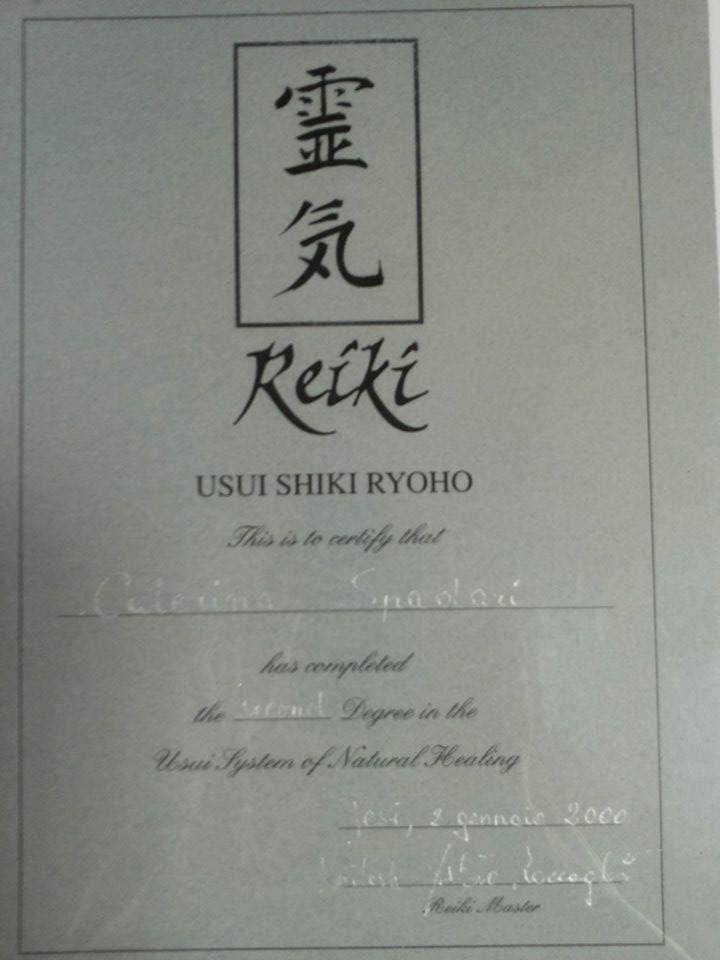 霊
気
Reiki
USUI SHIKI RYOHO
This is to certify that
Caterina Spadari
has completed
the second Degree in the
Usui System of Natural Healing
Jesi, 2 gennaio 2000
Reiki Master